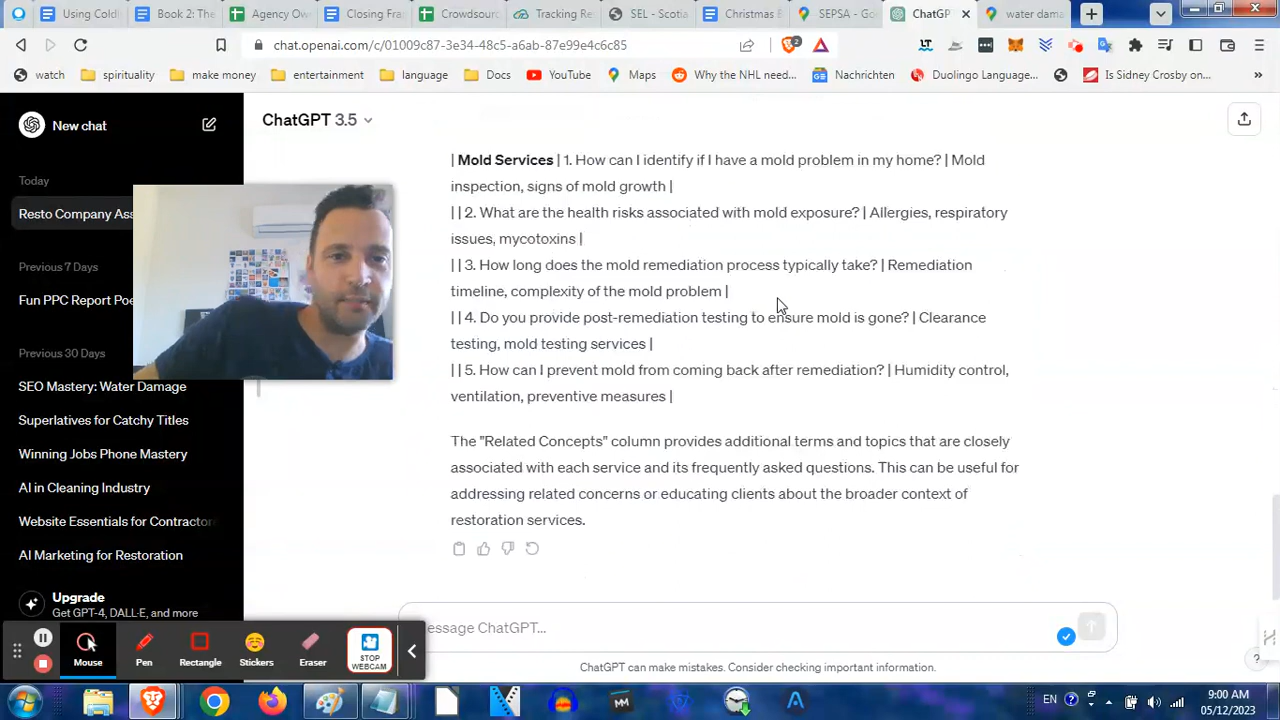 Using Cold
Book 2: The
Agency Ow
Closing Fra
Crowdsour
Tracking Re
SEL - Scotia
Christmas E
SEPSA - Go
ChatGP
water dama
chat.openai.com/c/01009c87-3e34-48c5-a6eb-87e99e4c6c85
2
watch
spirituality
make money
entertainment
language
Docs
YouTube
Maps
Why the NHL need...
Nachrichten
Duolingo Language...
Is Sidney Crosby on...
New chat
ChatGPT 3.5
Today
Resto Company Ass
Previous 7 Days
Fun PPC Report Poe
Previous 30 Days
SEO Mastery: Water Damage
Superlatives for Catchy Titles
Winning Jobs Phone Mastery
AI in Cleaning Industry
Website Essentials for Contractor
AI Marketing for Restoration
Upgrade
Get GPT-4, DALL·E, and more
| Mold Services | 1. How can I identify if I have a mold problem in my home? | Mold
inspection, signs of mold growth |
| | 2. What are the health risks associated with mold exposure? | Allergies, respiratory
issues, mycotoxins |
| | 3. How long does the mold remediation process typically take? | Remediation
timeline, complexity of the mold problem |
| | 4. Do you provide post-remediation testing to ensure mold is gone? | Clearance
testing, mold testing services |
| | 5. How can I prevent mold from coming back after remediation? | Humidity control,
ventilation, preventive measures |
The "Related Concepts" column provides additional terms and topics that are closely
associated with each service and its frequently asked questions. This can be useful for
addressing related concerns or educating clients about the broader context of
restoration services.
Message ChatGPT...
ChatGPT can make mistakes. Consider checking important information.
?
Mouse
Pen
Rectangle
Stickers
Eraser
STOP
WEBCAM
EN
9:00 AM
05/12/2023